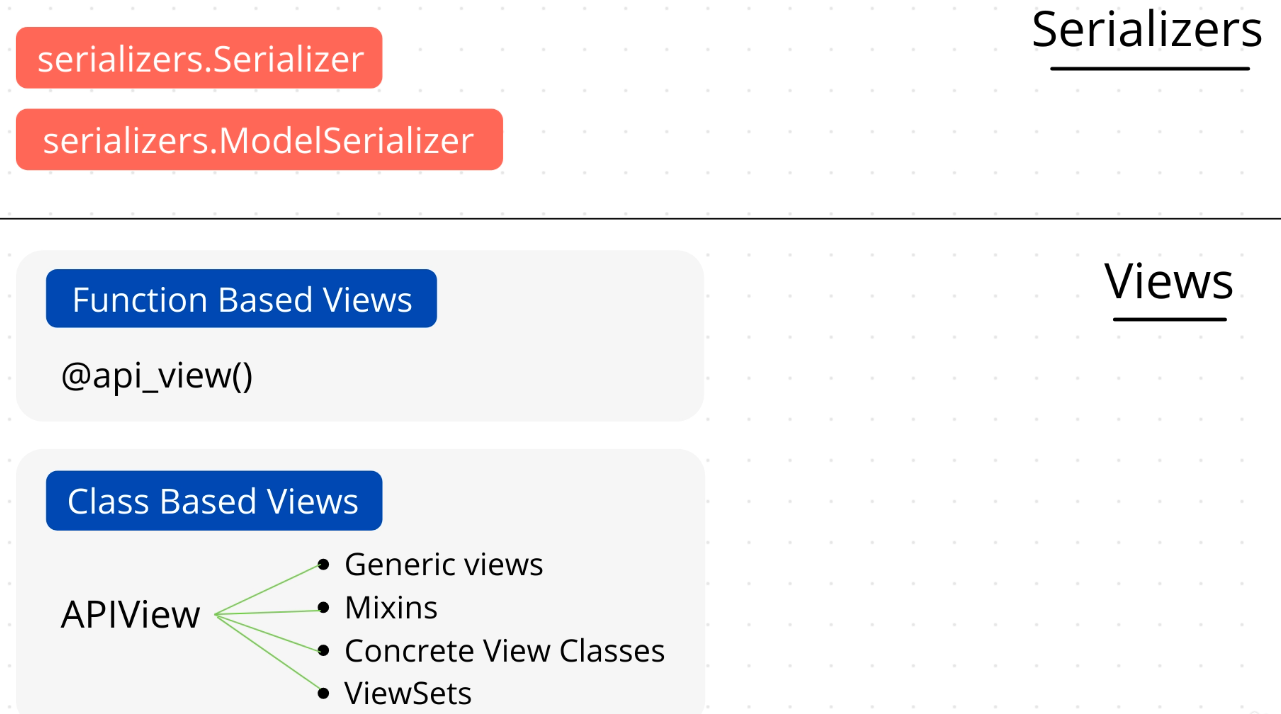 Serializers
serializers.Serializer
serializers.ModelSerializer
Views
Function Based Views
@api_view()
Class Based Views
APIView
Generic views
Mixins
Concrete View Classes
ViewSets